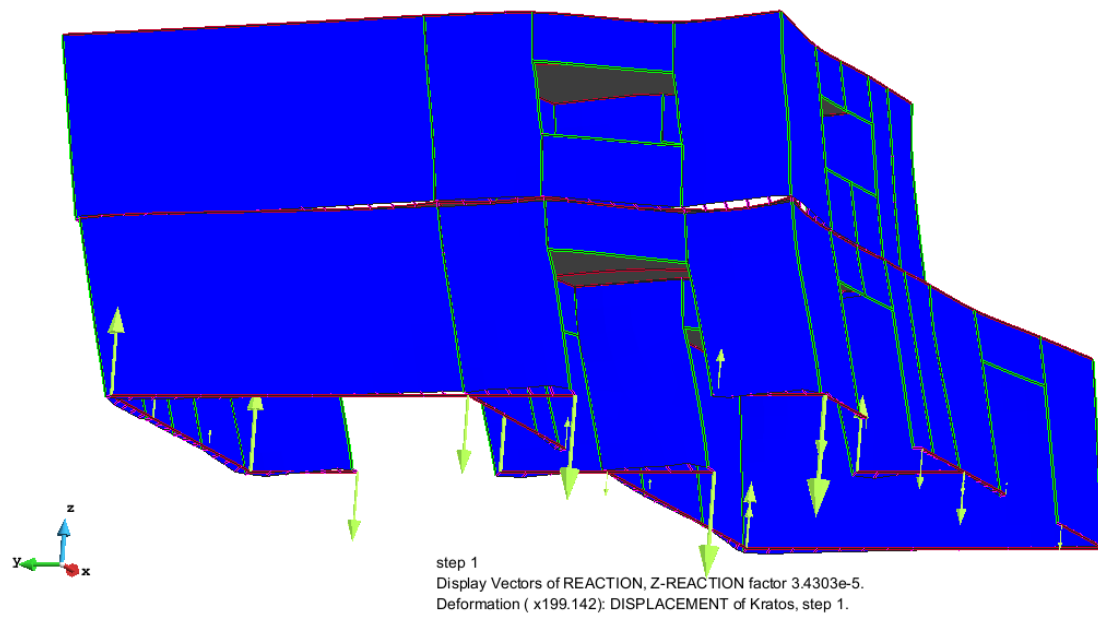 z
y
x
step 1
Display Vectors of REACTION, Z-REACTION factor 3.4303e-5.
Deformation ( x199.142): DISPLACEMENT of Kratos, step 1.